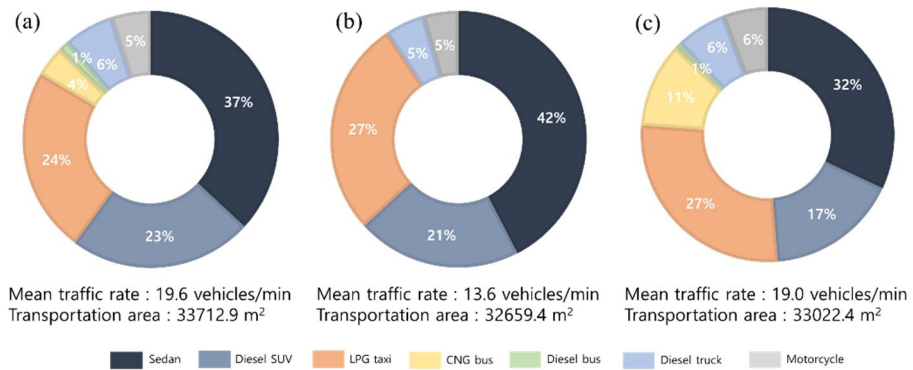 (a)
5%
37%
23%
24%
4%
1%
6%
Mean traffic rate : 19.6 vehicles/min
Transportation area : 33712.9 m²
(b)
5%
42%
21%
27%
5%
Mean traffic rate : 13.6 vehicles/min
Transportation area : 32659.4 m²
(c)
6%
32%
17%
27%
11%
1%
6%
Mean traffic rate : 19.0 vehicles/min
Transportation area : 33022.4 m²
Sedan
Diesel SUV
LPG taxi
CNG bus
Diesel bus
Diesel truck
Motorcycle